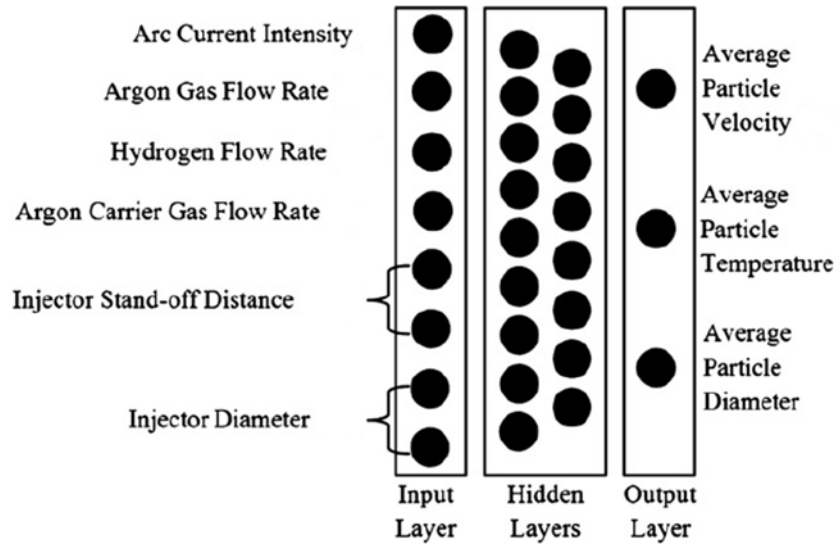 Arc Current Intensity
Argon Gas Flow Rate
Hydrogen Flow Rate
Argon Carrier Gas Flow Rate
Injector Stand-off Distance
Injector Diameter
Average
Particle
Velocity
Average
Particle
Temperature
Average
Particle
Diameter
Input
Layer
Hidden
Layers
Output
Layer